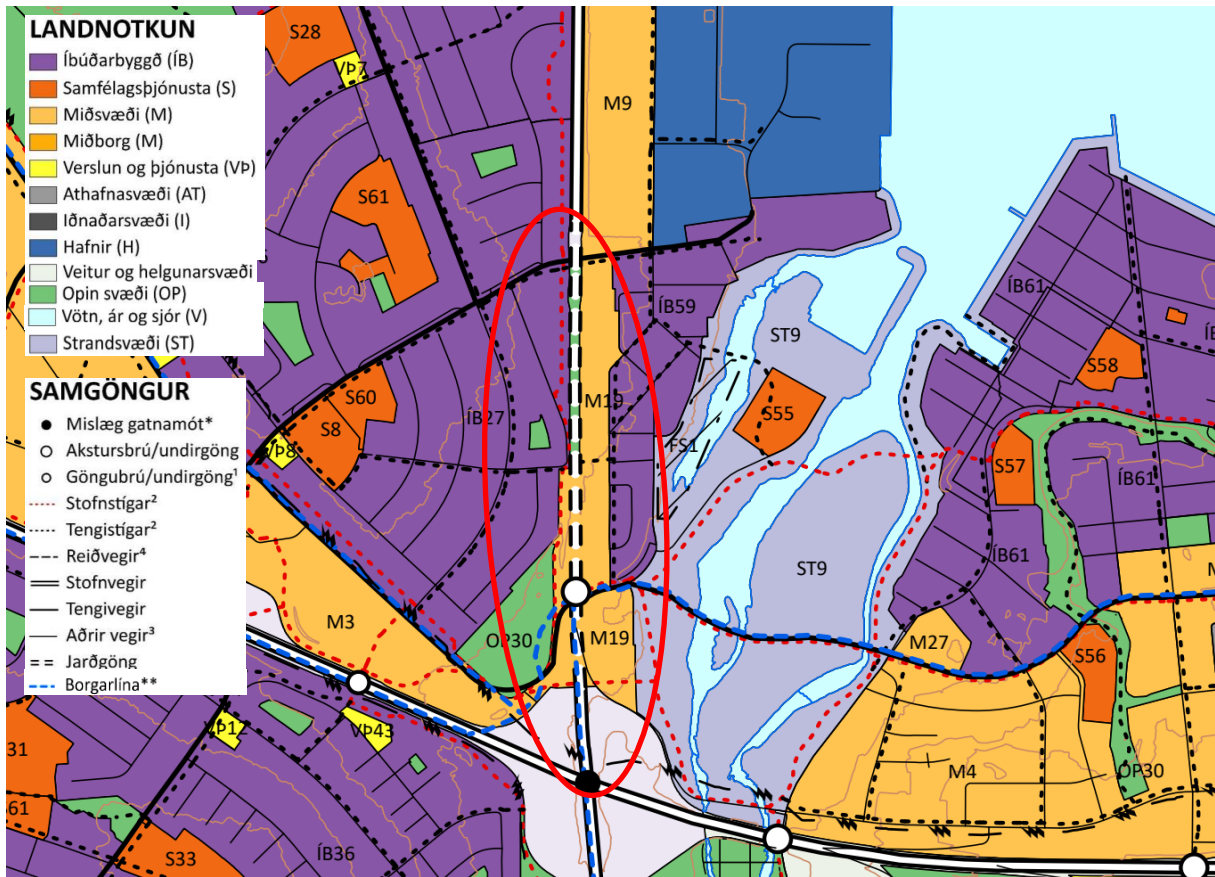 LANDNOTKUN
Íbúðarbyggð (ÍB)
Samfélagsþjónusta (S)
Miðsvæði (M)
Miðborg (M)
Verslun og þjónusta (VÞ)
Athafnasvæði (AT)
Iðnaðarsvæði (I)
Hafnir (H)
Veitur og helgunarsvæði
Opin svæði (OP)
Vötn, ár og sjór (V)
Strandsvæði (ST)
SAMGÖNGUR
Mislæg gatnamót*
Akstursbrú/undirgöng
Göngubrú/undirgöng¹
Stofnstígar²
Tengistígar²
Reiðvegir⁴
Stofnvegir
Tengivegir
Aðrir vegir³
Jarðgöng
Borgarlína**
S28
VÞ7
M9
S61
ÍB59
ÍB61
ST9
S58
S60
S8
ÍB27
M19
S55
VÞ8
FS1
S57
ÍB61
ÍB61
ST9
M3
OP30
M19
M27
S56
VÞ12
VÞ43
31
61
M4
OP30
S33
ÍB36